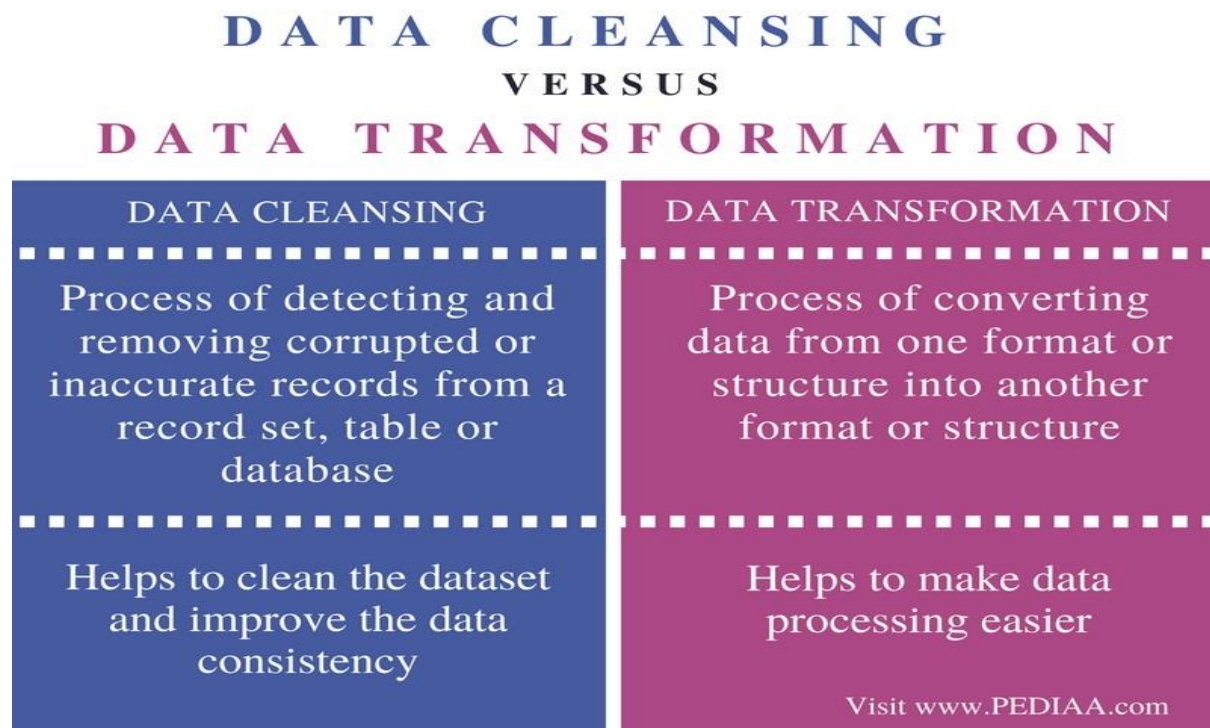 DATA CLEANSING
VERSUS
DATA TRANSFORMATION
DATA CLEANSING
Process of detecting and
removing corrupted or
inaccurate records from a
record set, table or
database
Helps to clean the dataset
and improve the data
consistency
DATA TRANSFORMATION
Process of converting
data from one format or
structure into another
format or structure
Helps to make data
processing easier
Visit www.PEDIAA.com